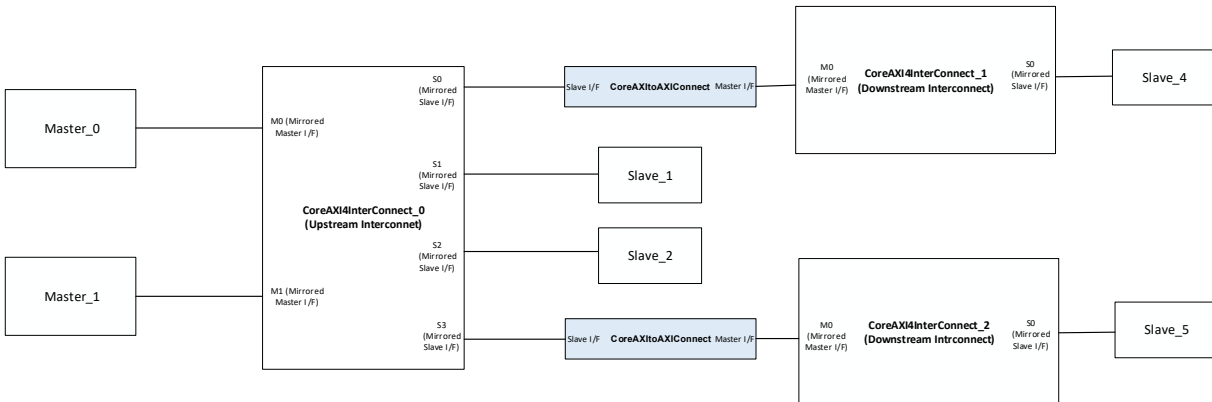 Master_0
Master_1
M0 (Mirrored
Master I/F)
CoreAXI4InterConnect_0
(Upstream Interconnet)
M1 (Mirrored
Master I/F)
S0
(Mirrored
Slave I/F)
S1
(Mirrored
Slave I/F)
S2
(Mirrored
Slave I/F)
S3
(Mirrored
Slave I/F)
Slave I/F CoreAXItoAXIConnect Master I/F
Slave_1
Slave_2
Slave I/F CoreAXItoAXIConnect Master I/F
M0
(Mirrored
Master I/F)
CoreAXI4InterConnect_1
(Downstream Interconnect)
S0
(Mirrored
Slave I/F)
Slave_4
M0
(Mirrored
Master I/F)
CoreAXI4InterConnect_2
(Downstream Intrconnect)
S0
(Mirrored
Slave I/F)
Slave_5